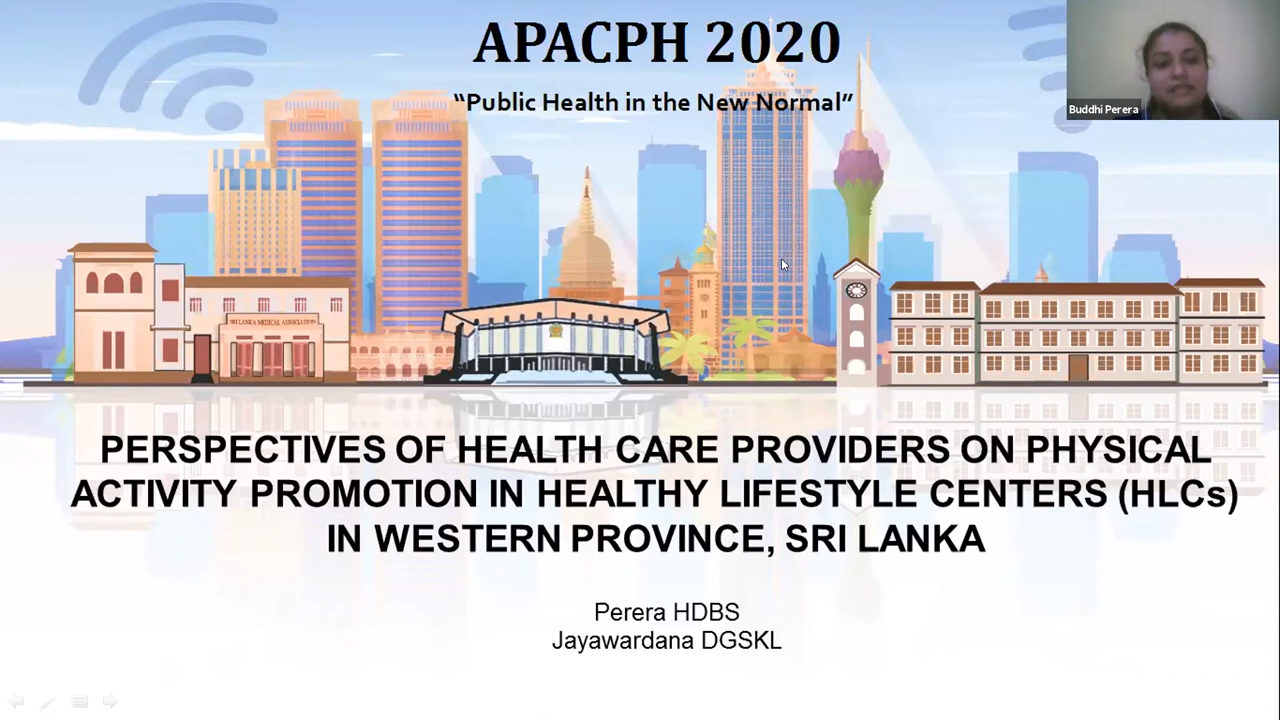 APACPH 2020
“Public Health in the New Normal”
Buddhi Perera
SRI LANKA MEDICAL ASSOCIATION
PERSPECTIVES OF HEALTH CARE PROVIDERS ON PHYSICAL
ACTIVITY PROMOTION IN HEALTHY LIFESTYLE CENTERS (HLCs)
IN WESTERN PROVINCE, SRI LANKA
Perera HDBS
Jayawardana DGSKL